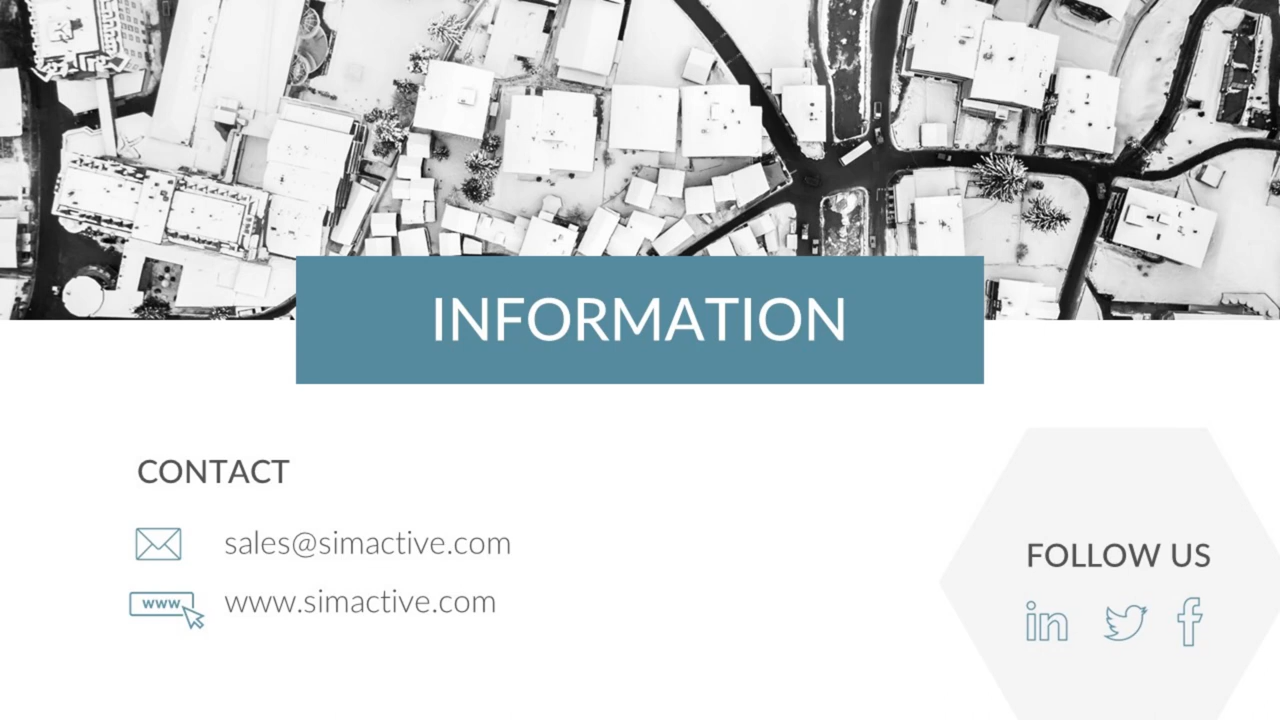 INFORMATION
CONTACT
sales@simactive.com
www
www.simactive.com
FOLLOW US
in
f